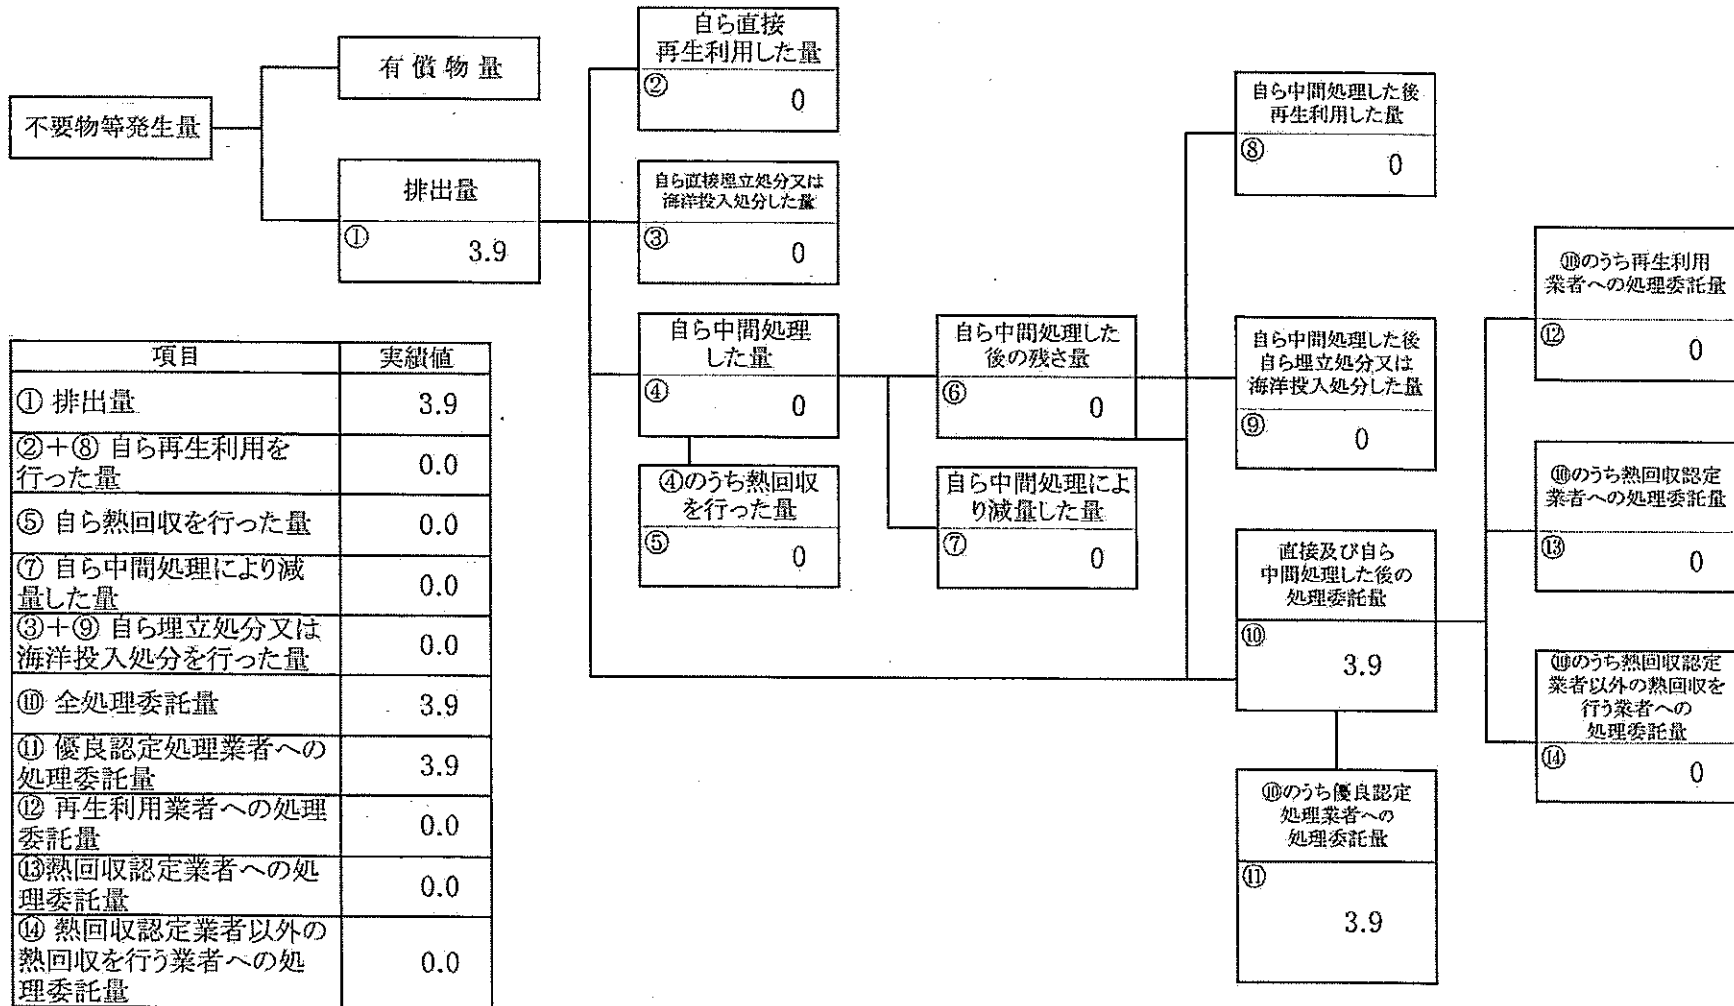 不要物等発生量
有償物量
排出量
① 3.9
自ら直接
再生利用した量
② 0
自ら直接埋立処分又は
海洋投入処分した量
③ 0
自ら中間処理
した量
④ 0
④のうち熱回収
を行った量
⑤ 0
自ら中間処理した
後の残さ量
⑥ 0
自ら中間処理によ
り減量した量
⑦ 0
自ら中間処理した後
再生利用した量
⑧ 0
自ら中間処理した後
自ら埋立処分又は
海洋投入処分した量
⑨ 0
直接及び自ら
中間処理した後の
処理委託量
⑩ 3.9
⑩のうち優良認定
処理業者への
処理委託量
⑪ 3.9
⑩のうち再生利用
業者への処理委託量
⑫ 0
⑩のうち熱回収認定
業者への処理委託量
⑬ 0
⑩のうち熱回収認定
業者以外の熱回収を
行う業者への
処理委託量
⑭ 0
項目 実績値
① 排出量 3.9
②+⑧ 自ら再生利用を
行った量 0.0
⑤ 自ら熱回収を行った量 0.0
⑦ 自ら中間処理により減
量した量 0.0
③+⑨ 自ら埋立処分又は
海洋投入処分を行った量 0.0
⑩ 全処理委託量 3.9
⑪ 優良認定処理業者への
処理委託量 3.9
⑫ 再生利用業者への処理
委託量 0.0
⑬熱回収認定業者への処
理委託量 0.0
⑭ 熱回収認定業者以外の
熱回収を行う業者への処
理委託量 0.0